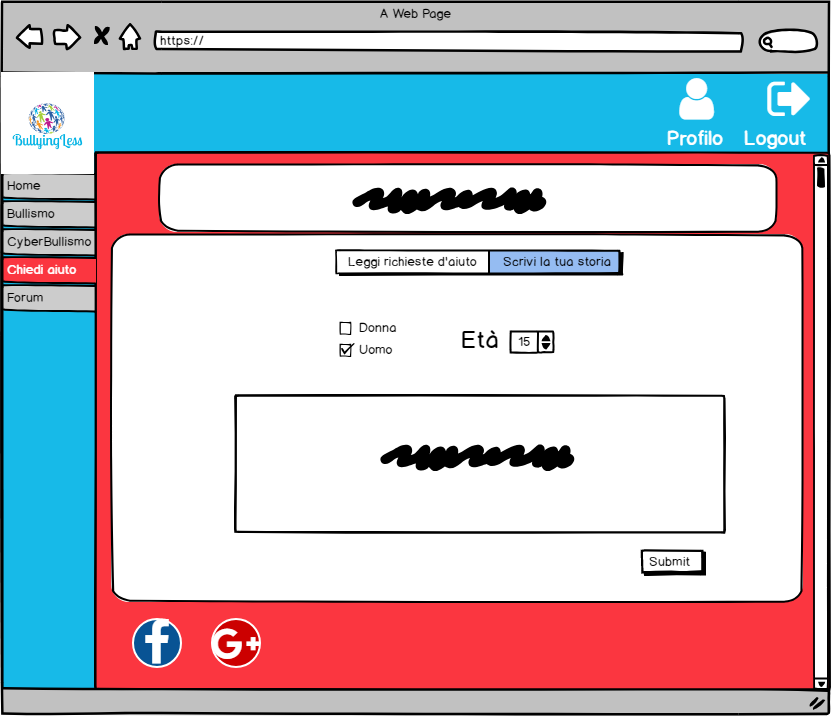 A Web Page
https://
BullyingLess
Profilo
Logout
Home
Bullismo
CyberBullismo
Chiedi aiuto
Forum
Leggi richieste d'aiuto
Scrivi la tua storia
Donna
Uomo
Età
15
Submit
f
G+